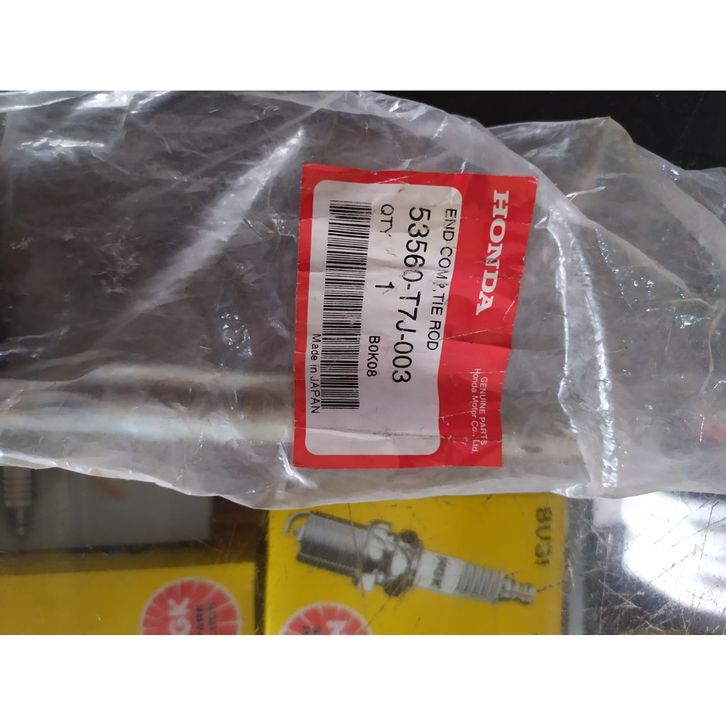 HONDA
GENUINE PARTS
Honda Motor Co., Ltd.
END COMP,TIE ROD
53560-T7J-003
QTY 1 B0K08
Made in JAPAN
NGK